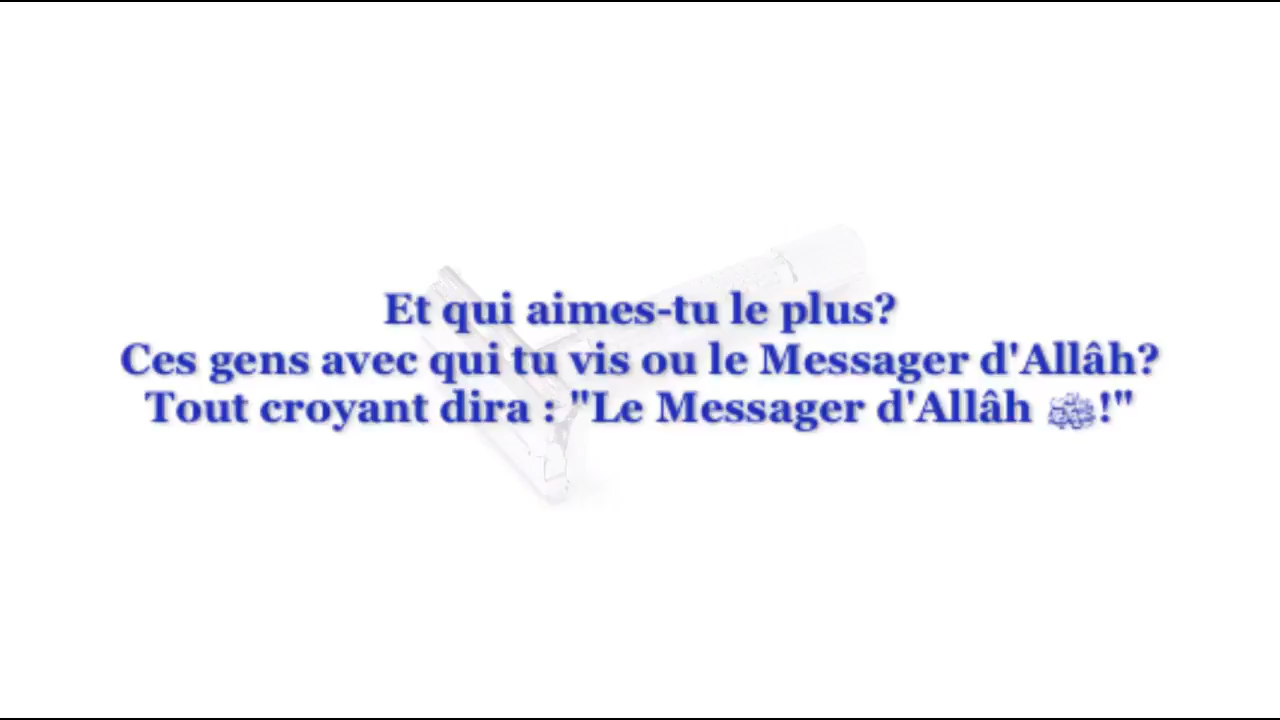 Et qui aimes-tu le plus?
Ces gens avec qui tu vis ou le Messager d'Allâh?
Tout croyant dira : "Le Messager d'Allâh ﷺ!"